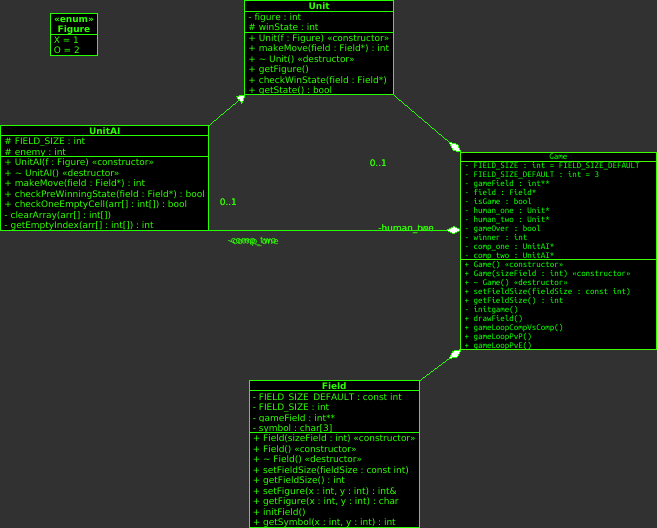 «enum»
Figure
X = 1
O = 2
Unit
- figure : int
# winState : int
+ Unit(f : Figure) «constructor»
+ makeMove(field : Field*) : int
+ ~ Unit() «destructor»
+ getFigure()
+ checkWinState(field : Field*)
+ getState() : bool
UnitAI
# FIELD_SIZE : int
# enemy : int
+ UnitAI(f : Figure) «constructor»
+ ~ UnitAI() «destructor»
+ makeMove(field : Field*) : int
+ checkPreWinningState(field : Field*) : bool
+ checkOneEmptyCell(arr[] : int[]) : bool
- clearArray(arr[] : int[])
- getEmptyIndex(arr[] : int[]) : int
0..1
0..1
-human_two
-comp_one
Game
- FIELD_SIZE : int = FIELD_SIZE_DEFAULT
- FIELD_SIZE_DEFAULT : int = 3
- gameField : int**
- field : Field*
- isGame : bool
- human_one : Unit*
- human_two : Unit*
- gameOver : bool
- winner : int
- comp_one : UnitAI*
- comp_two : UnitAI*
+ Game() «constructor»
+ Game(sizeField : int) «constructor»
+ ~ Game() «destructor»
+ setFieldSize(fieldSize : const int)
+ getFieldSize() : int
- initgame()
+ drawField()
+ gameLoopCompVsComp()
+ gameLoopPvP()
+ gameLoopPvE()
Field
- FIELD_SIZE_DEFAULT : const int
- FIELD_SIZE : int
- gameField : int**
- symbol : char[3]
+ Field(sizeField : int) «constructor»
+ Field() «constructor»
+ ~ Field() «destructor»
+ setFieldSize(fieldSize : const int)
+ getFieldSize() : int
+ setFigure(x : int, y : int) : int&
+ getFigure(x : int, y : int) : char
+ initField()
+ getSymbol(x : int, y : int) : int